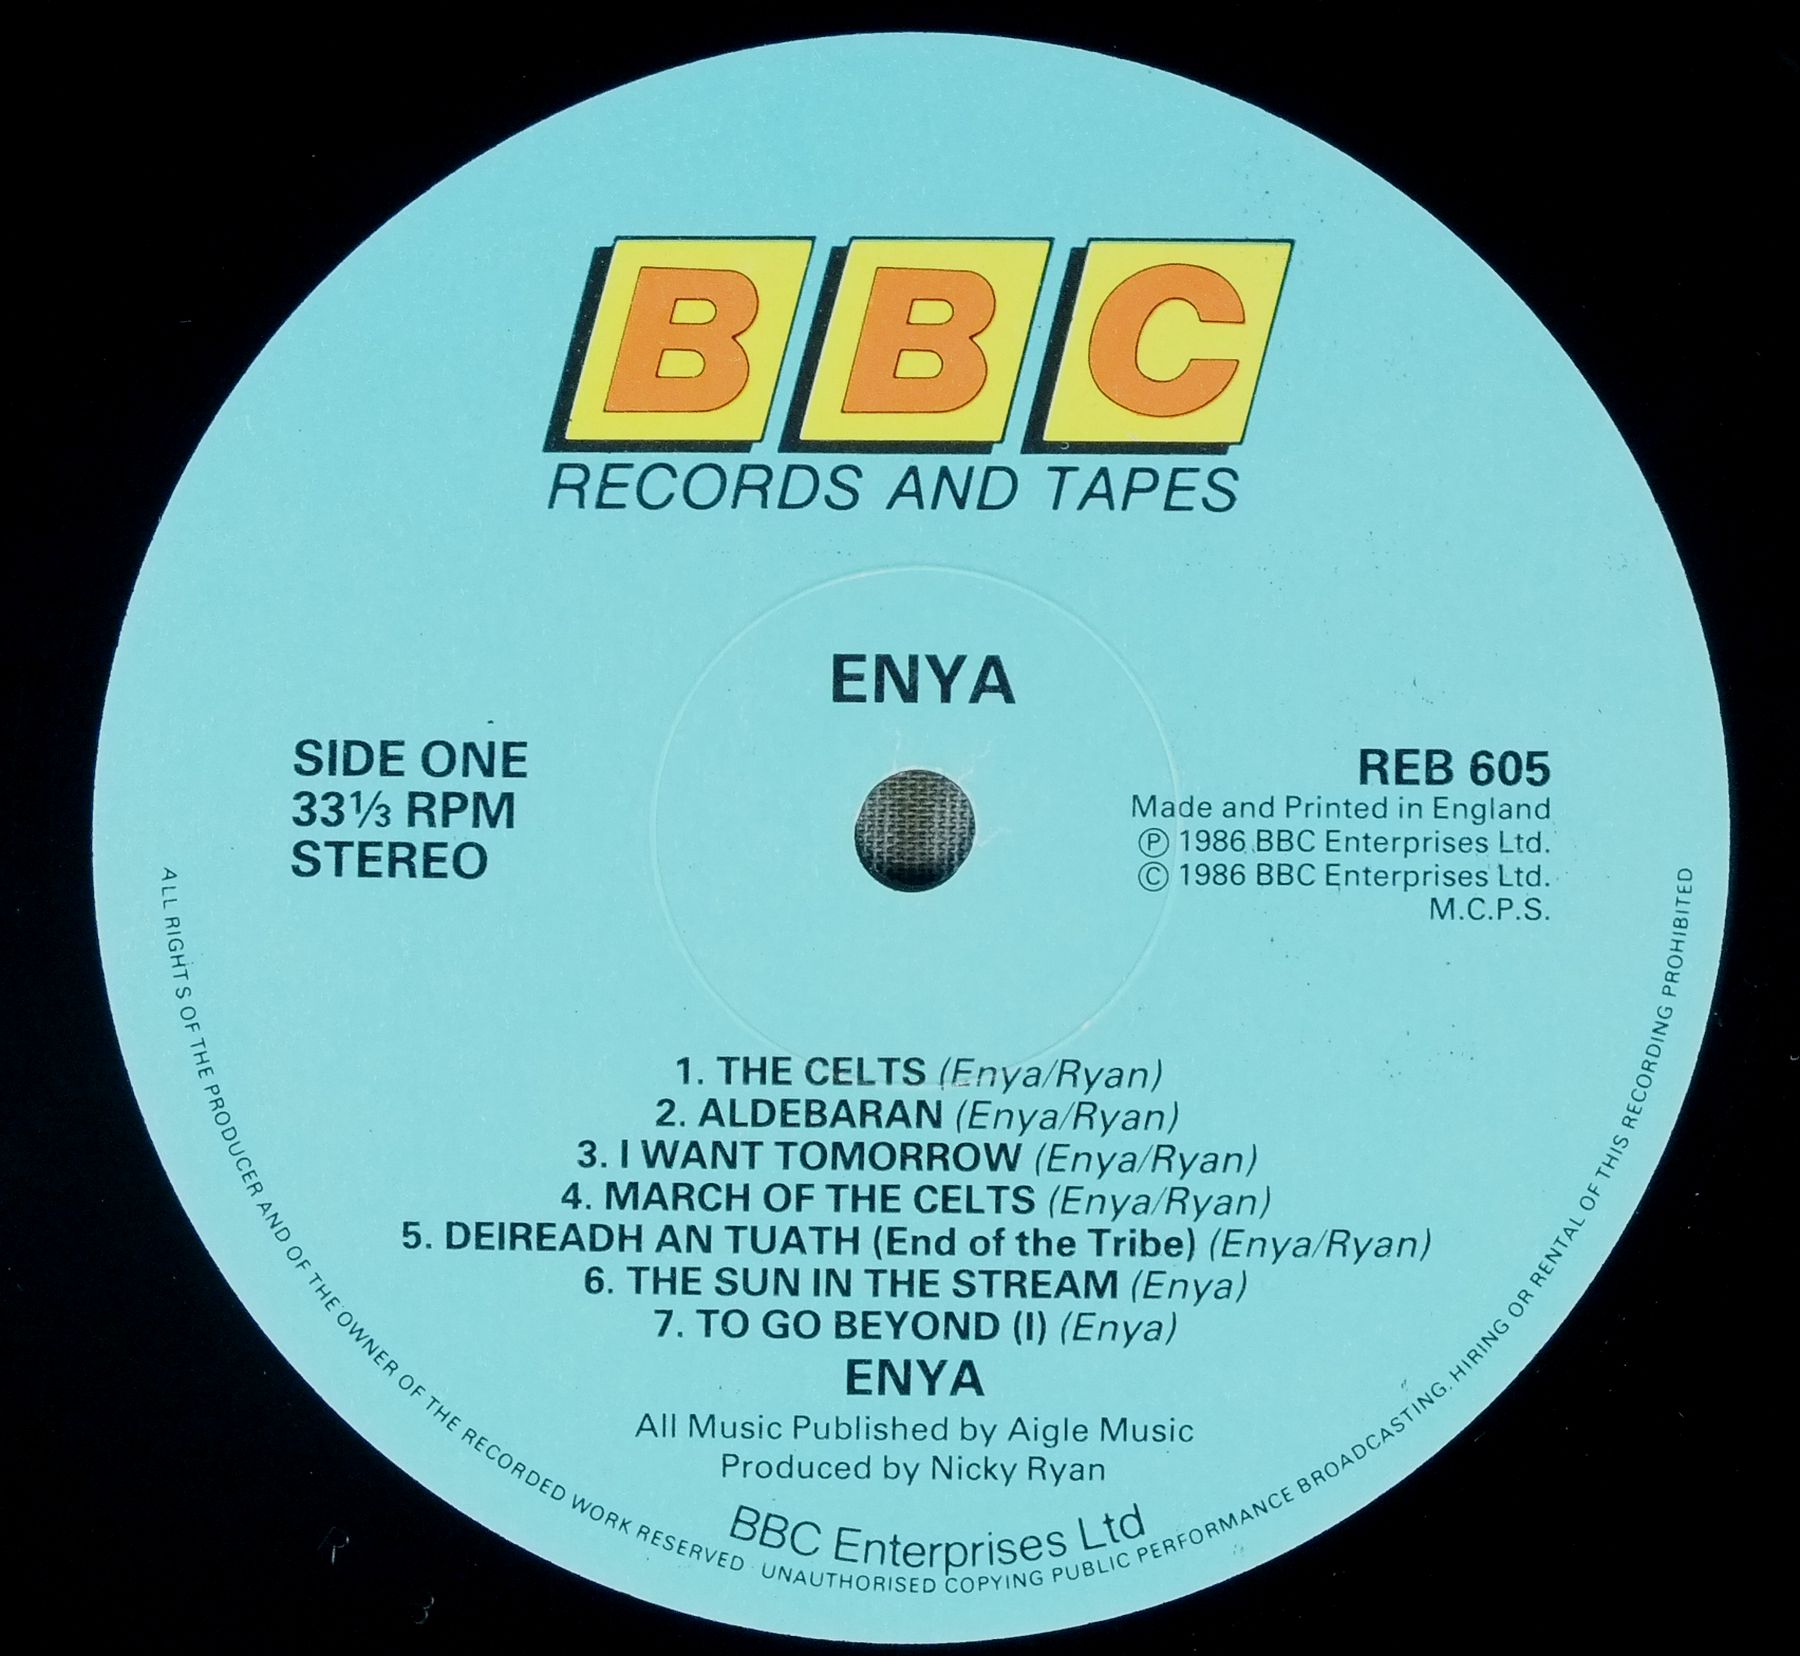 BBC
RECORDS AND TAPES
ENYA
SIDE ONE
33⅓ RPM
STEREO
REB 605
Made and Printed in England
Ⓟ 1986 BBC Enterprises Ltd.
© 1986 BBC Enterprises Ltd.
M.C.P.S.
1. THE CELTS (Enya/Ryan)
2. ALDEBARAN (Enya/Ryan)
3. I WANT TOMORROW (Enya/Ryan)
4. MARCH OF THE CELTS (Enya/Ryan)
5. DEIREADH AN TUATH (End of the Tribe) (Enya/Ryan)
6. THE SUN IN THE STREAM (Enya)
7. TO GO BEYOND (I) (Enya)
ENYA
All Music Published by Aigle Music
Produced by Nicky Ryan
BBC Enterprises Ltd
ALL RIGHTS OF THE PRODUCER AND OF THE OWNER OF THE RECORDED WORK RESERVED · UNAUTHORISED COPYING PUBLIC PERFORMANCE BROADCASTING, HIRING OR RENTAL OF THIS RECORDING PROHIBITED
R
3